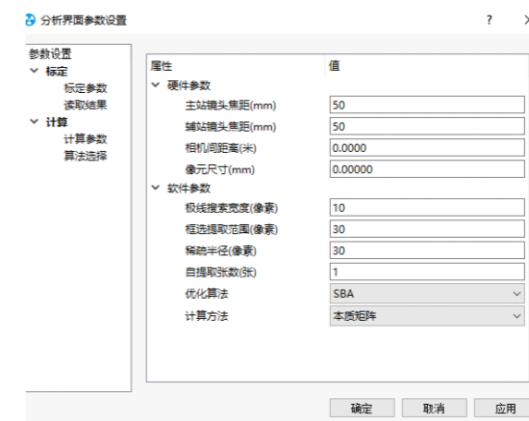 分析界面参数设置
?
参数设置
标定
标定参数
读取结果
计算
计算参数
算法选择
属性 值
硬件参数
主站镜头焦距(mm) 50
辅站镜头焦距(mm) 50
相机间距离(米) 0.0000
像元尺寸(mm) 0.00000
软件参数
极线搜索宽度(像素) 10
框选提取范围(像素) 30
稀疏半径(像素) 30
自提取张数(张) 1
优化算法 SBA
计算方法 本质矩阵
确定 取消 应用